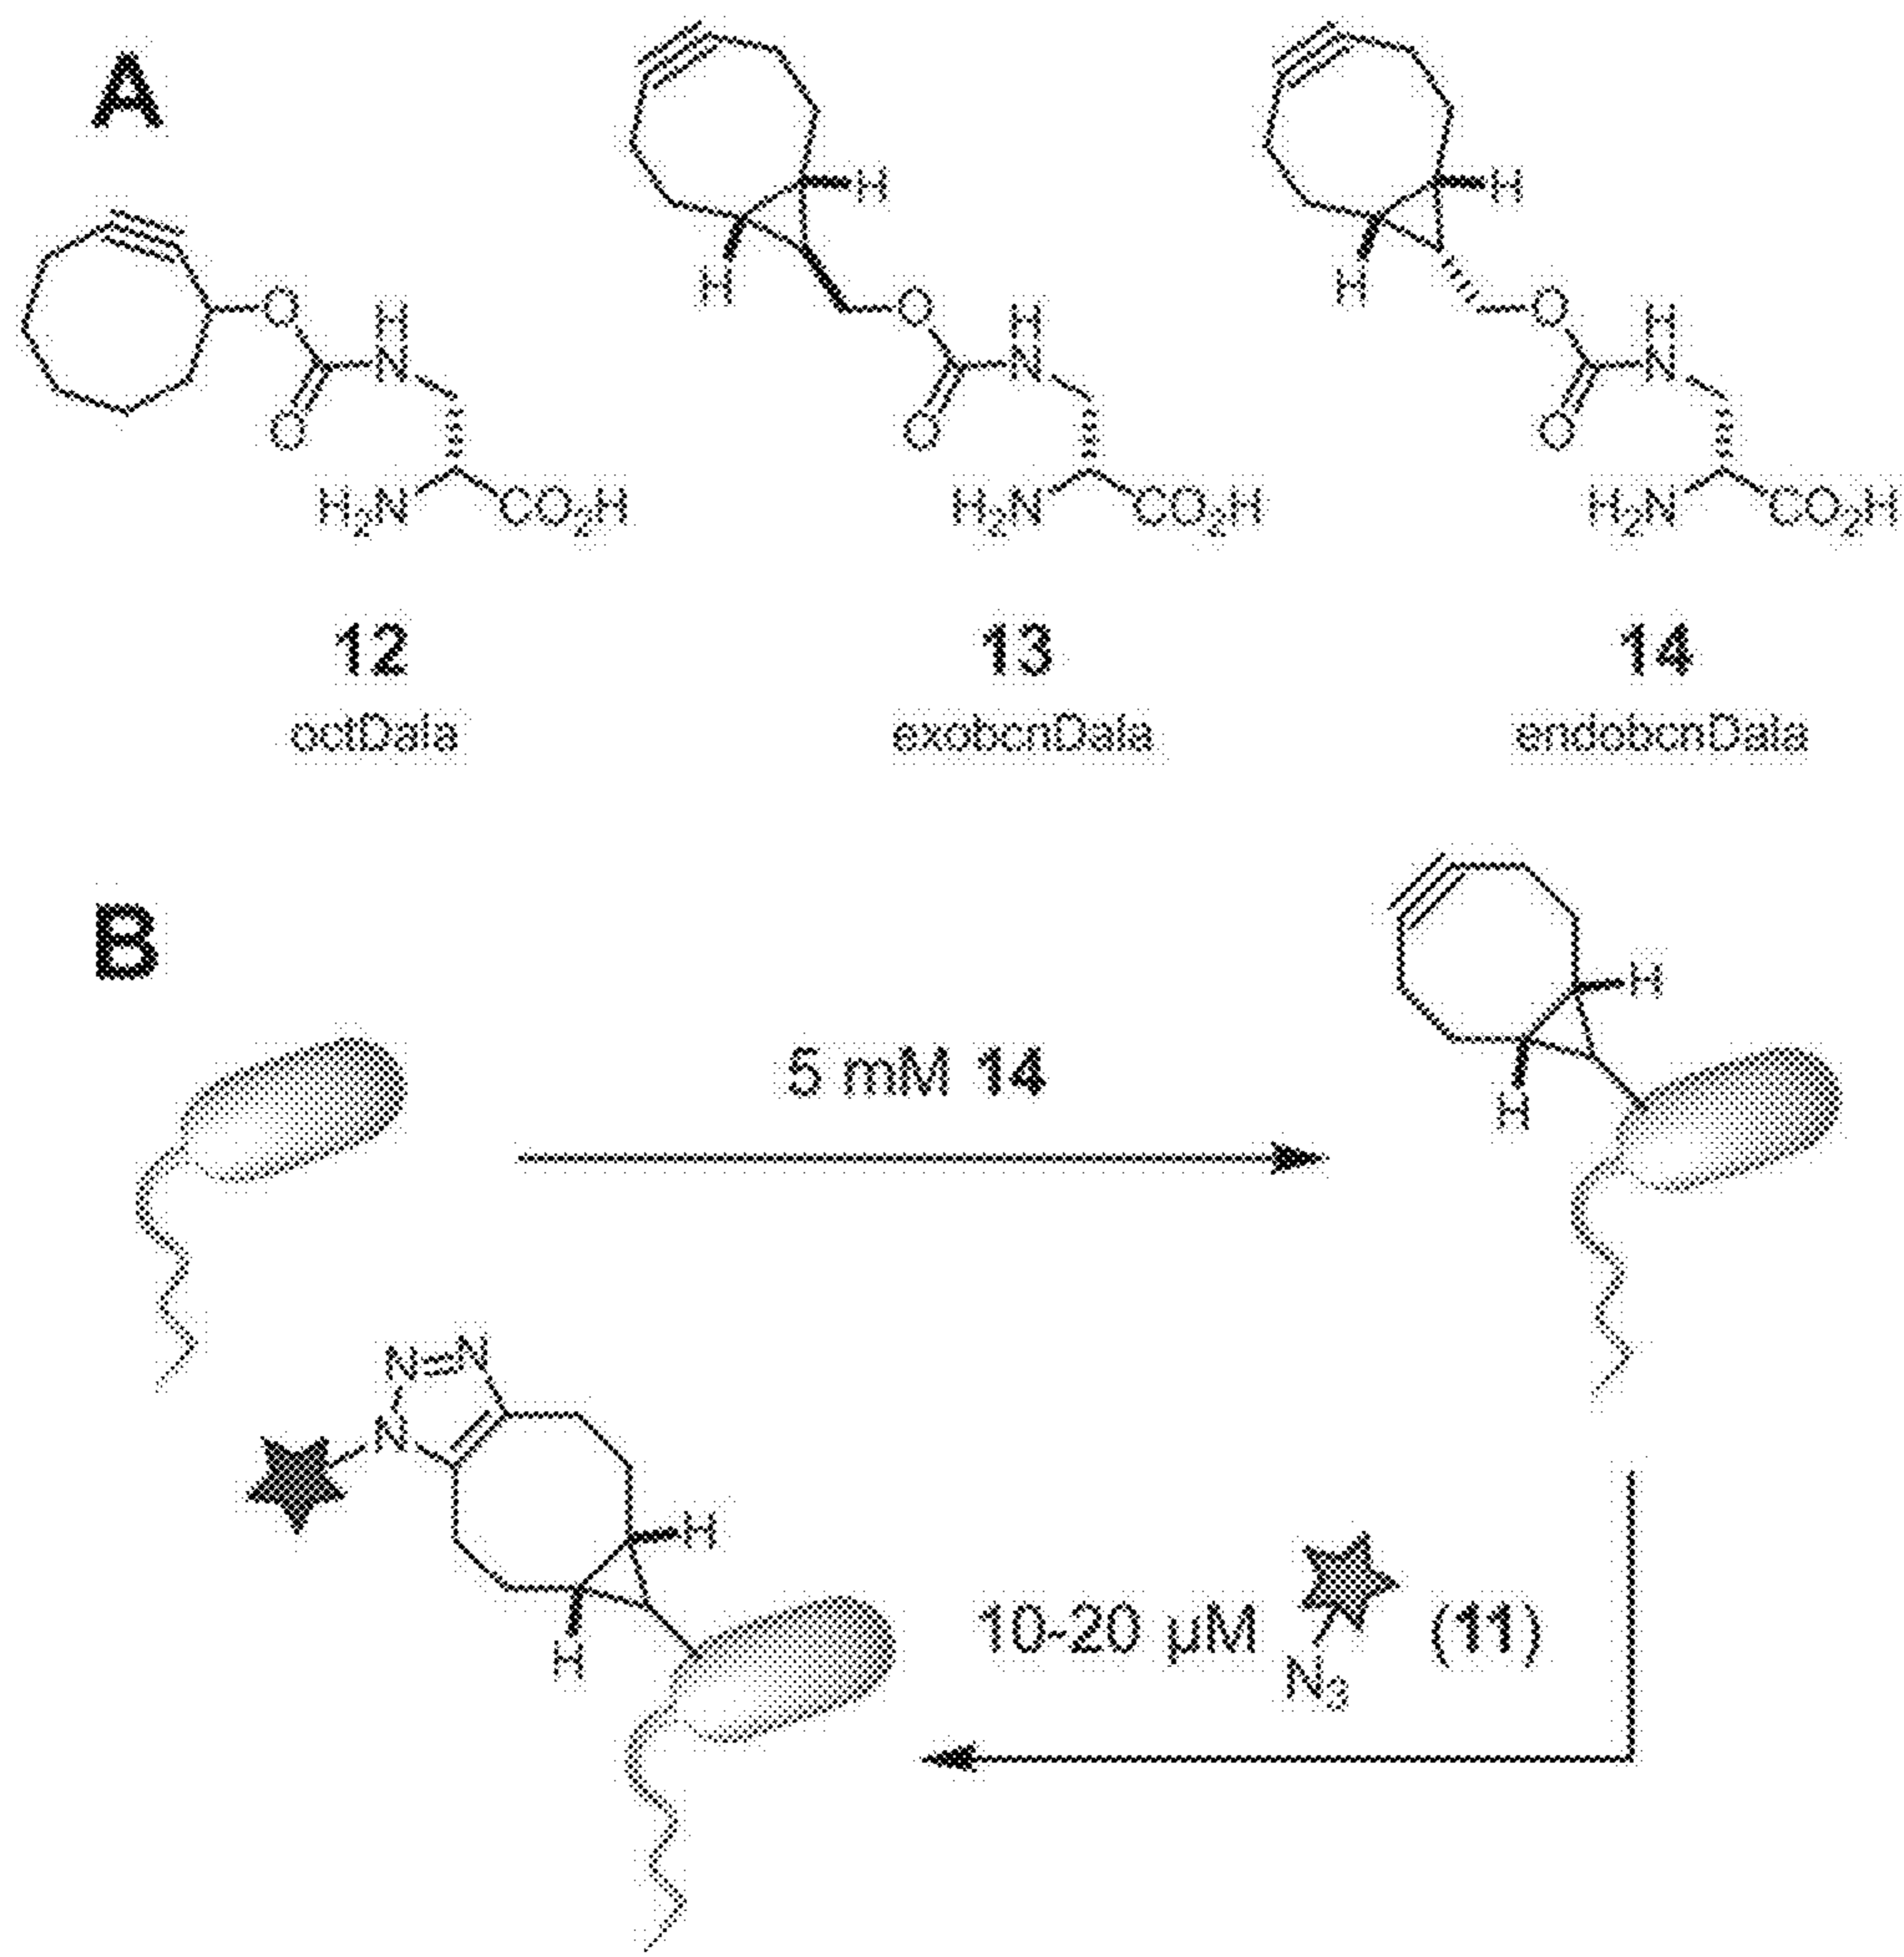 A
H
H
H
H
O
H
N
O
H
N
O
H
N
O
O
O
H₂N
CO₂H
H₂N
CO₂H
H₂N
CO₂H
12
13
14
octDala
exobcnDala
endobcnDala
B
5 mM 14
H
H
N=N
N
H
H
10-20 µM
N₃
(11)